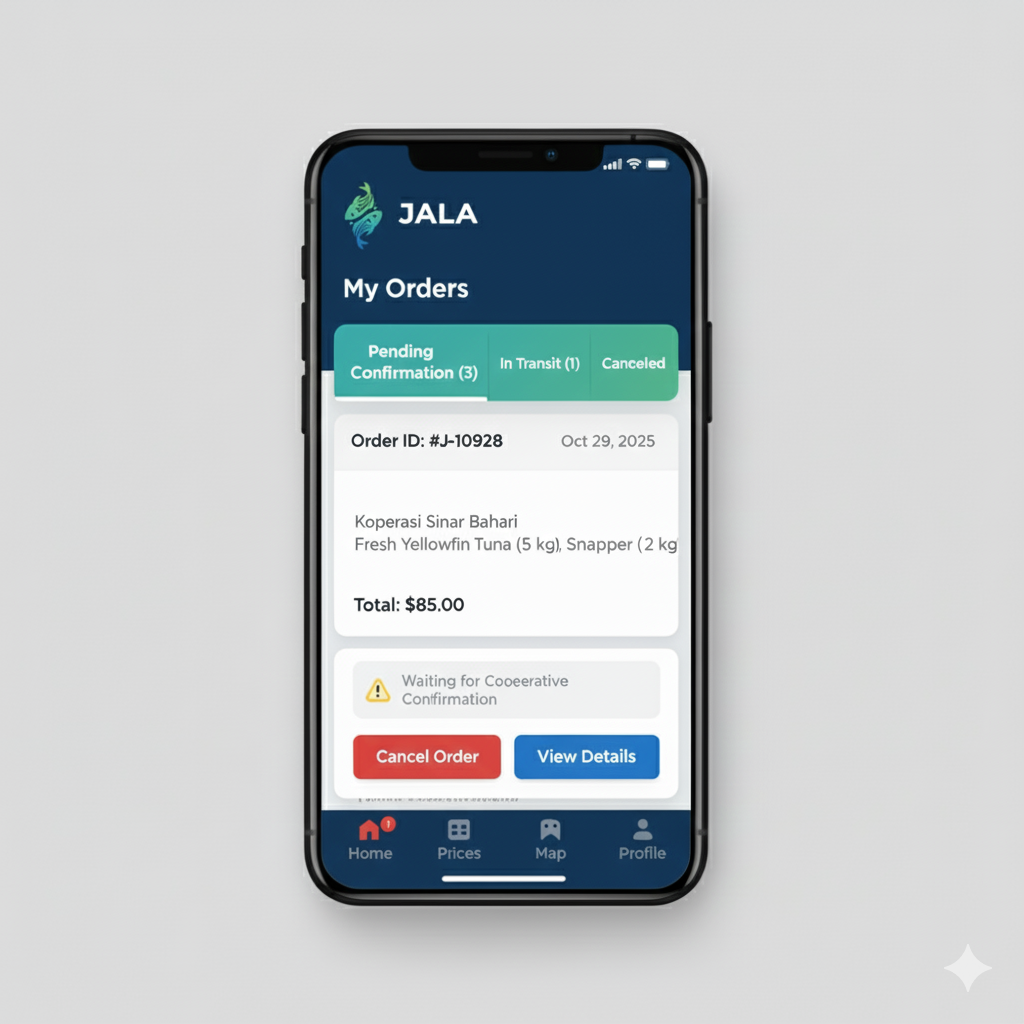 JALA
My Orders
Pending
Confirmation (3)
In Transit (1)
Canceled
Order ID: #J-10928
Oct 29, 2025
Koperasi Sinar Bahari
Fresh Yellowfin Tuna (5 kg), Snapper (2 kg
Total: $85.00
Waiting for Cooeerative
Confirmation
Cancel Order
View Details
Home
Prices
Map
Profile